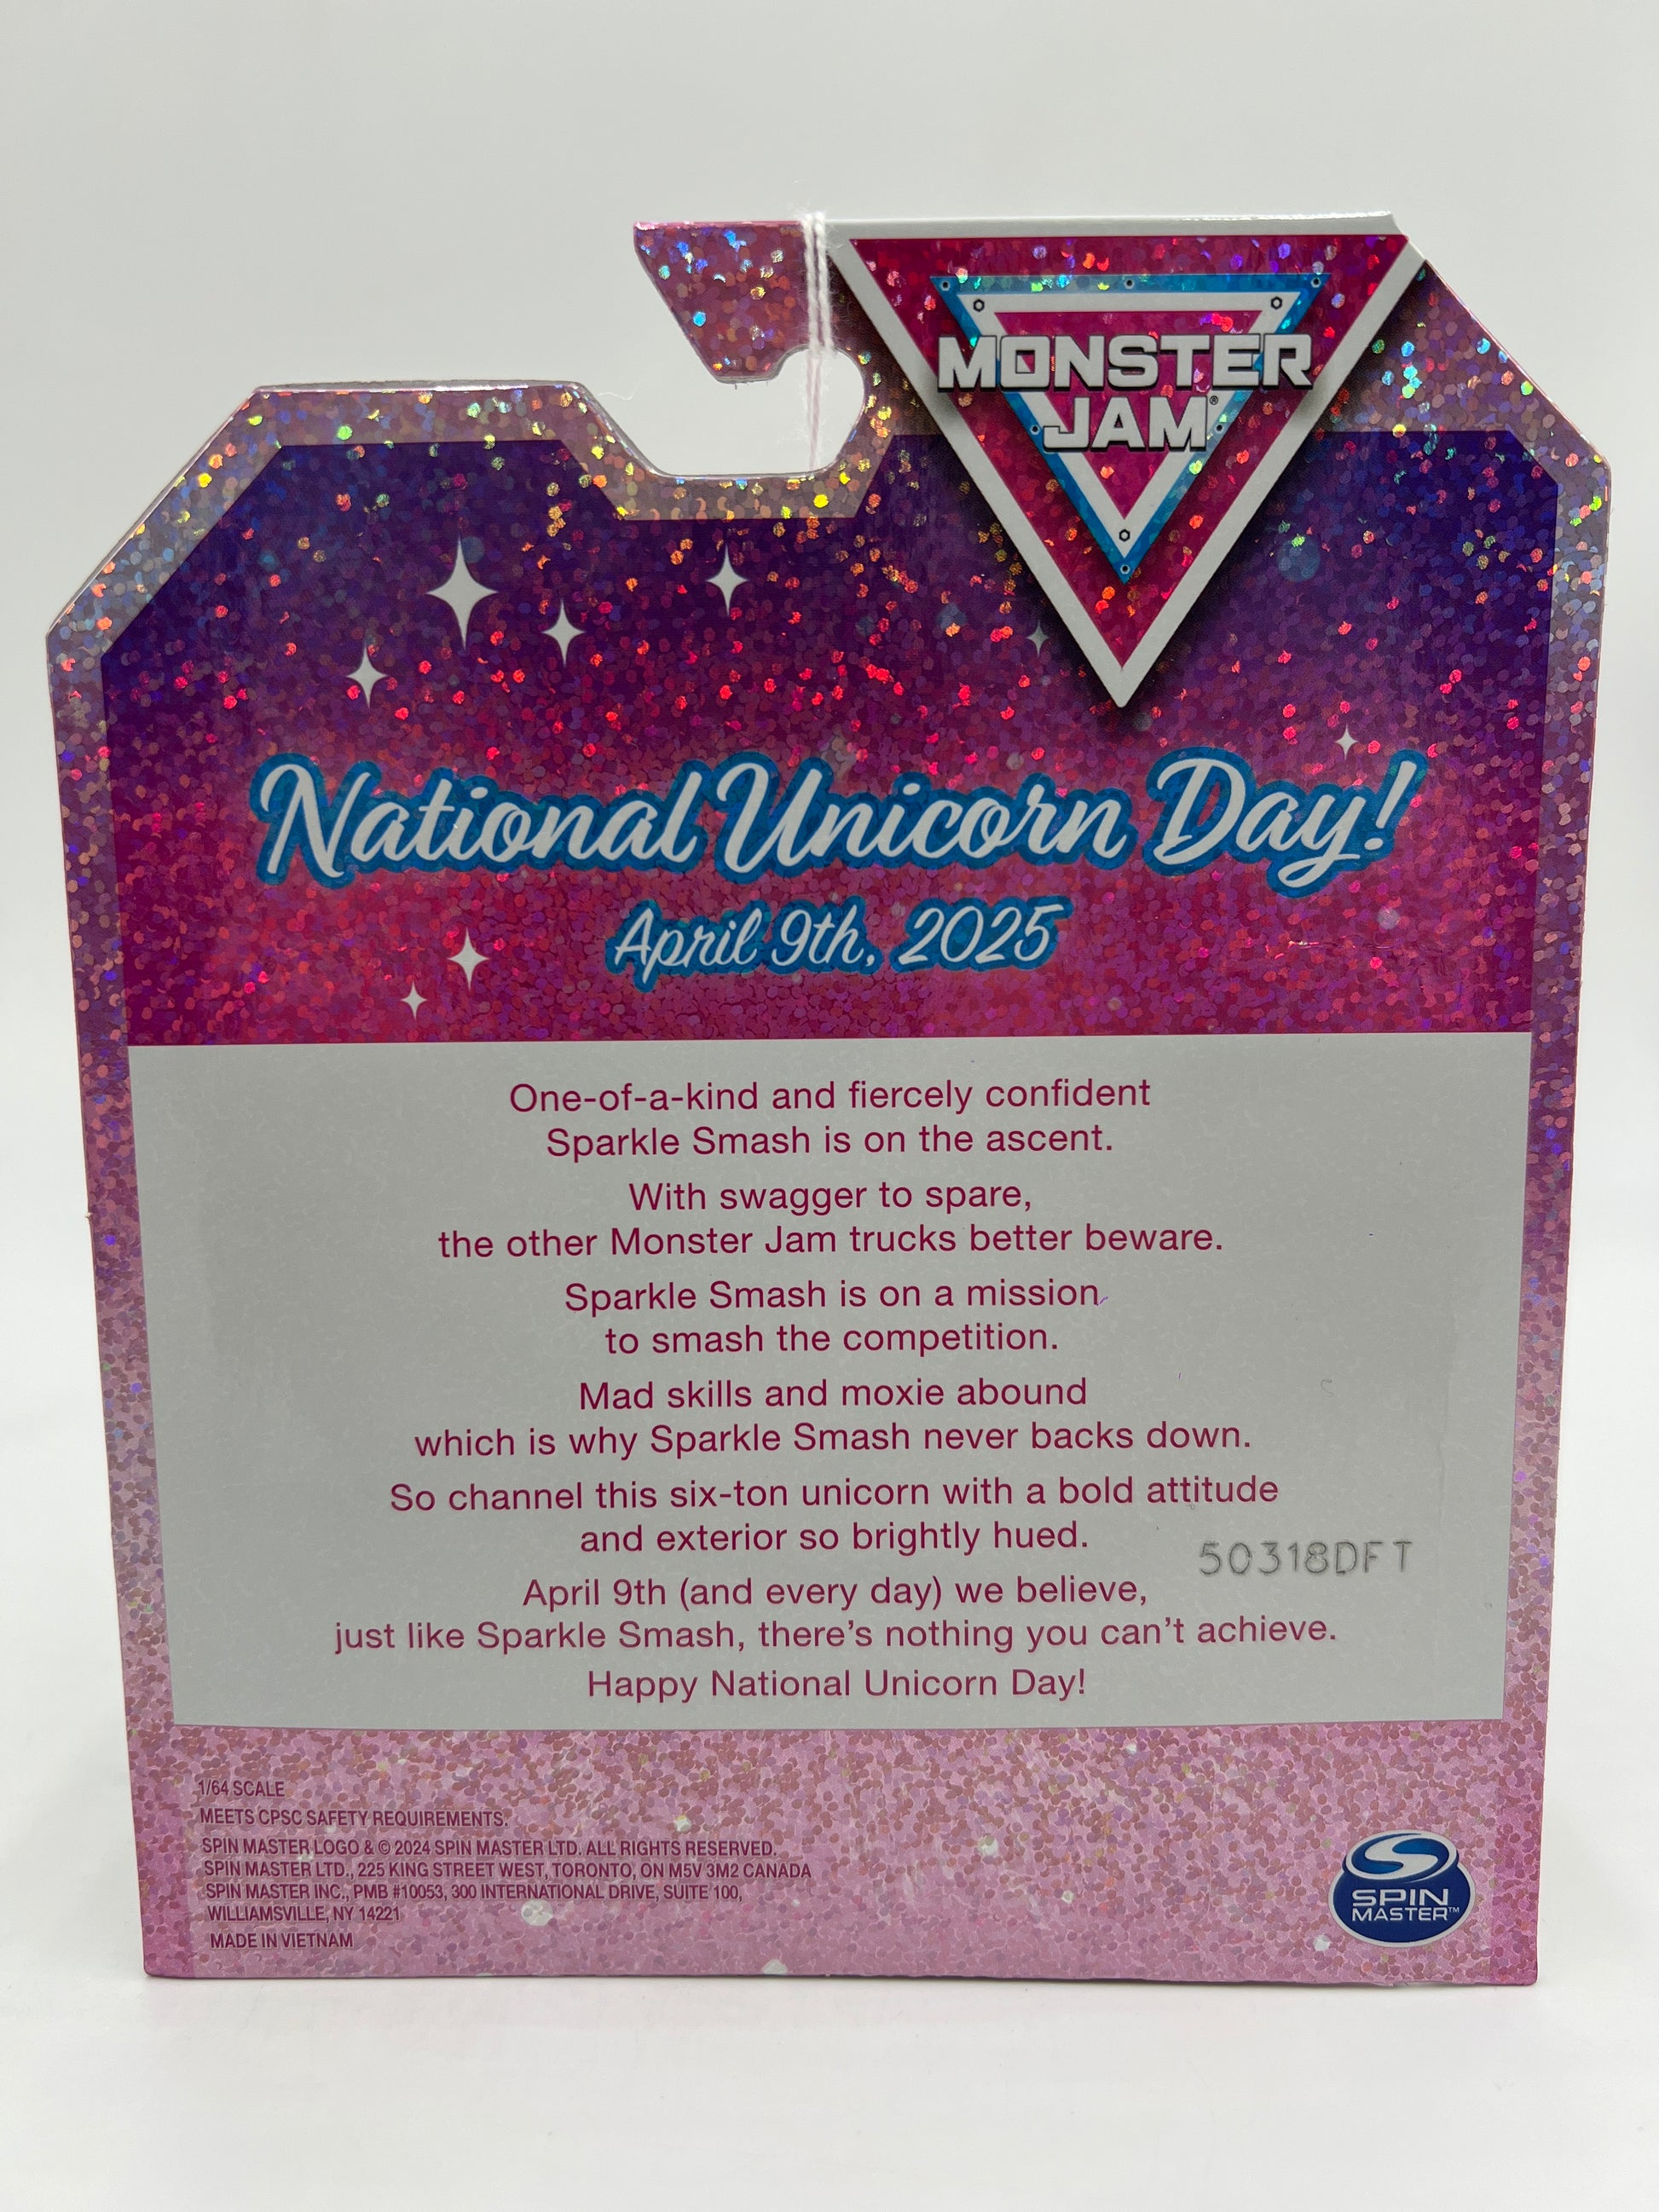 MONSTER
JAM®
National Unicorn Day!
April 9th, 2025
One-of-a-kind and fiercely confident
Sparkle Smash is on the ascent.
With swagger to spare,
the other Monster Jam trucks better beware.
Sparkle Smash is on a mission
to smash the competition.
Mad skills and moxie abound
which is why Sparkle Smash never backs down.
So channel this six-ton unicorn with a bold attitude
and exterior so brightly hued.
50318DFT
April 9th (and every day) we believe,
just like Sparkle Smash, there's nothing you can't achieve.
Happy National Unicorn Day!
1/64 SCALE
MEETS CPSC SAFETY REQUIREMENTS.
SPIN MASTER LOGO & © 2024 SPIN MASTER LTD. ALL RIGHTS RESERVED.
SPIN MASTER LTD., 225 KING STREET WEST, TORONTO, ON M5V 3M2 CANADA
SPIN MASTER INC., PMB #10053, 300 INTERNATIONAL DRIVE, SUITE 100,
WILLIAMSVILLE, NY 14221
MADE IN VIETNAM
SPIN
MASTER™